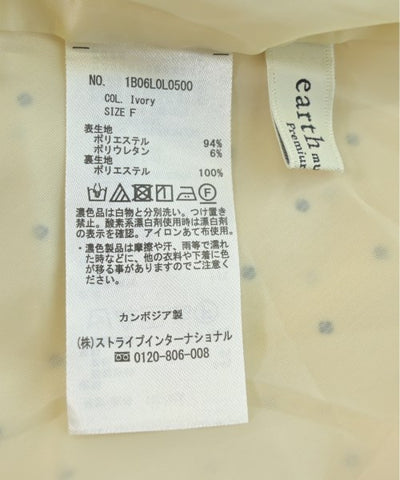 NO. 1B06L0L0500
COL. Ivory
SIZE F
表生地
ポリエステル 94%
ポリウレタン 6%
裏生地
ポリエステル 100%
濃色品は白物と分別洗い。つけ置き
禁止。酸素系漂白剤使用時は漂白剤
の表示を確認。アイロンあて布使用。
・濃色製品は摩擦や汗、雨等で濡れ
た時などに、他の衣料や下着に色
が移る事がありますのでご注意くだ
さい。
カンボジア製
(株)ストライプインターナショナル
0120-806-008
earth mu
Premium